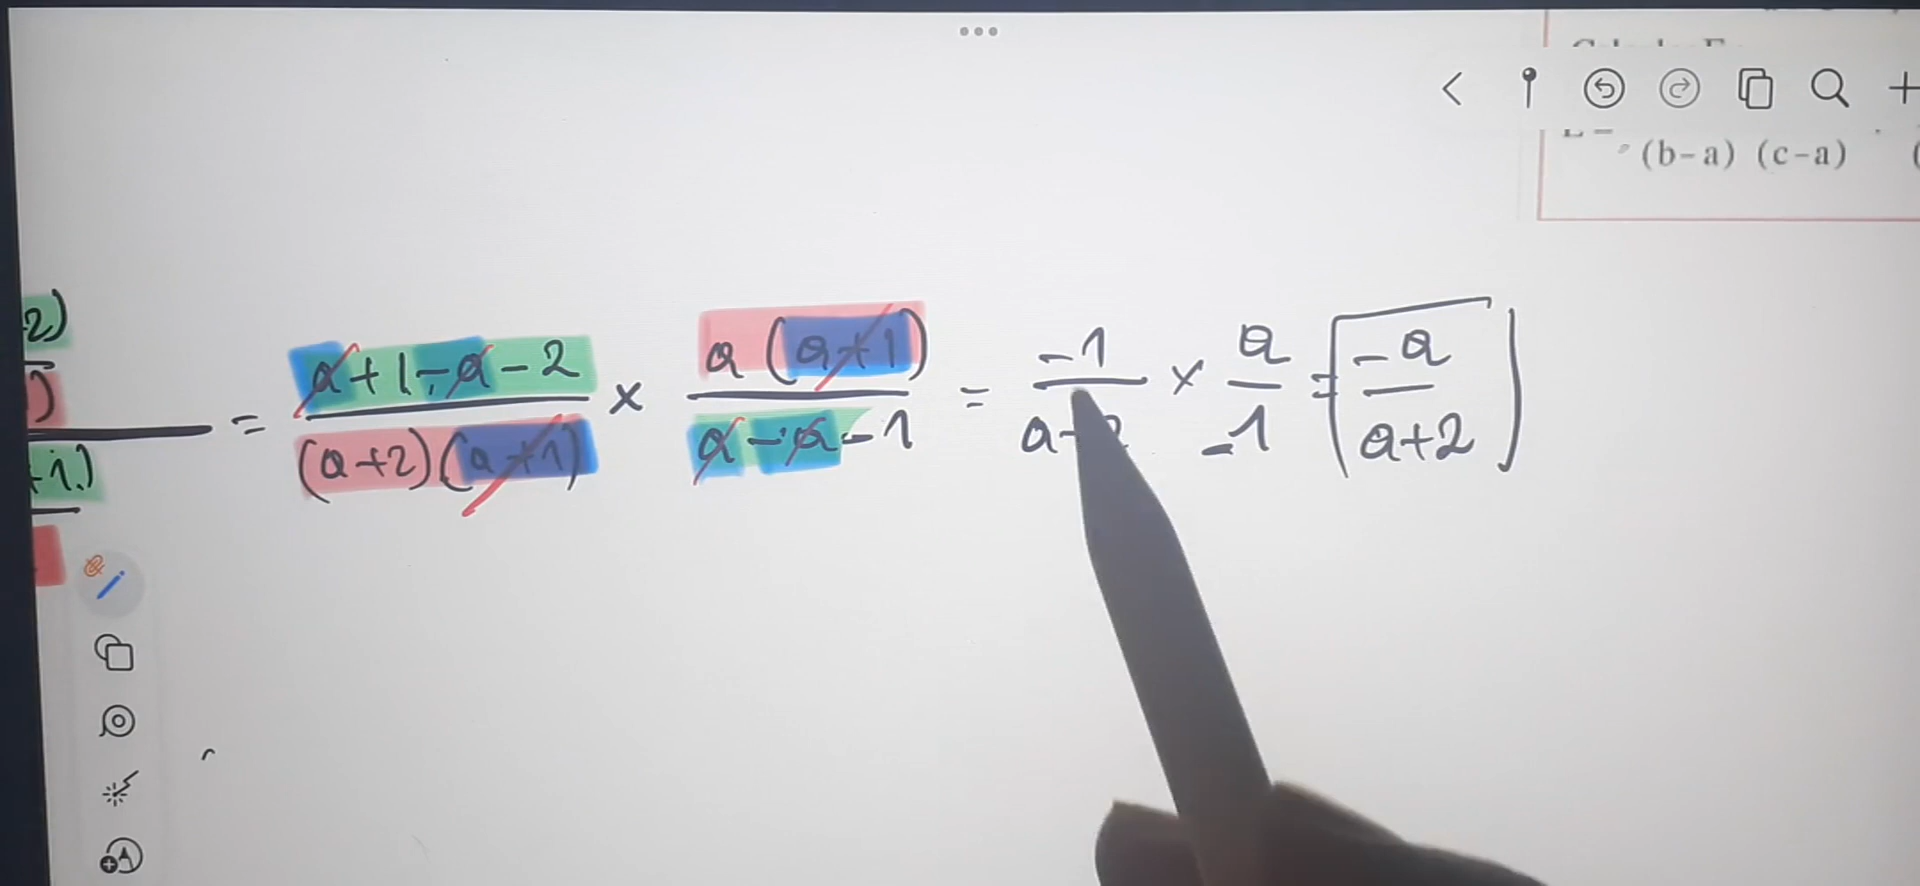 (b-a) (c-a)
2)
)
+1)
= a+1-a-2 / (a+2)(a+1) × a(a+1) / a-a-1 = -1 / a+2 × a / -1 = -a / a+2